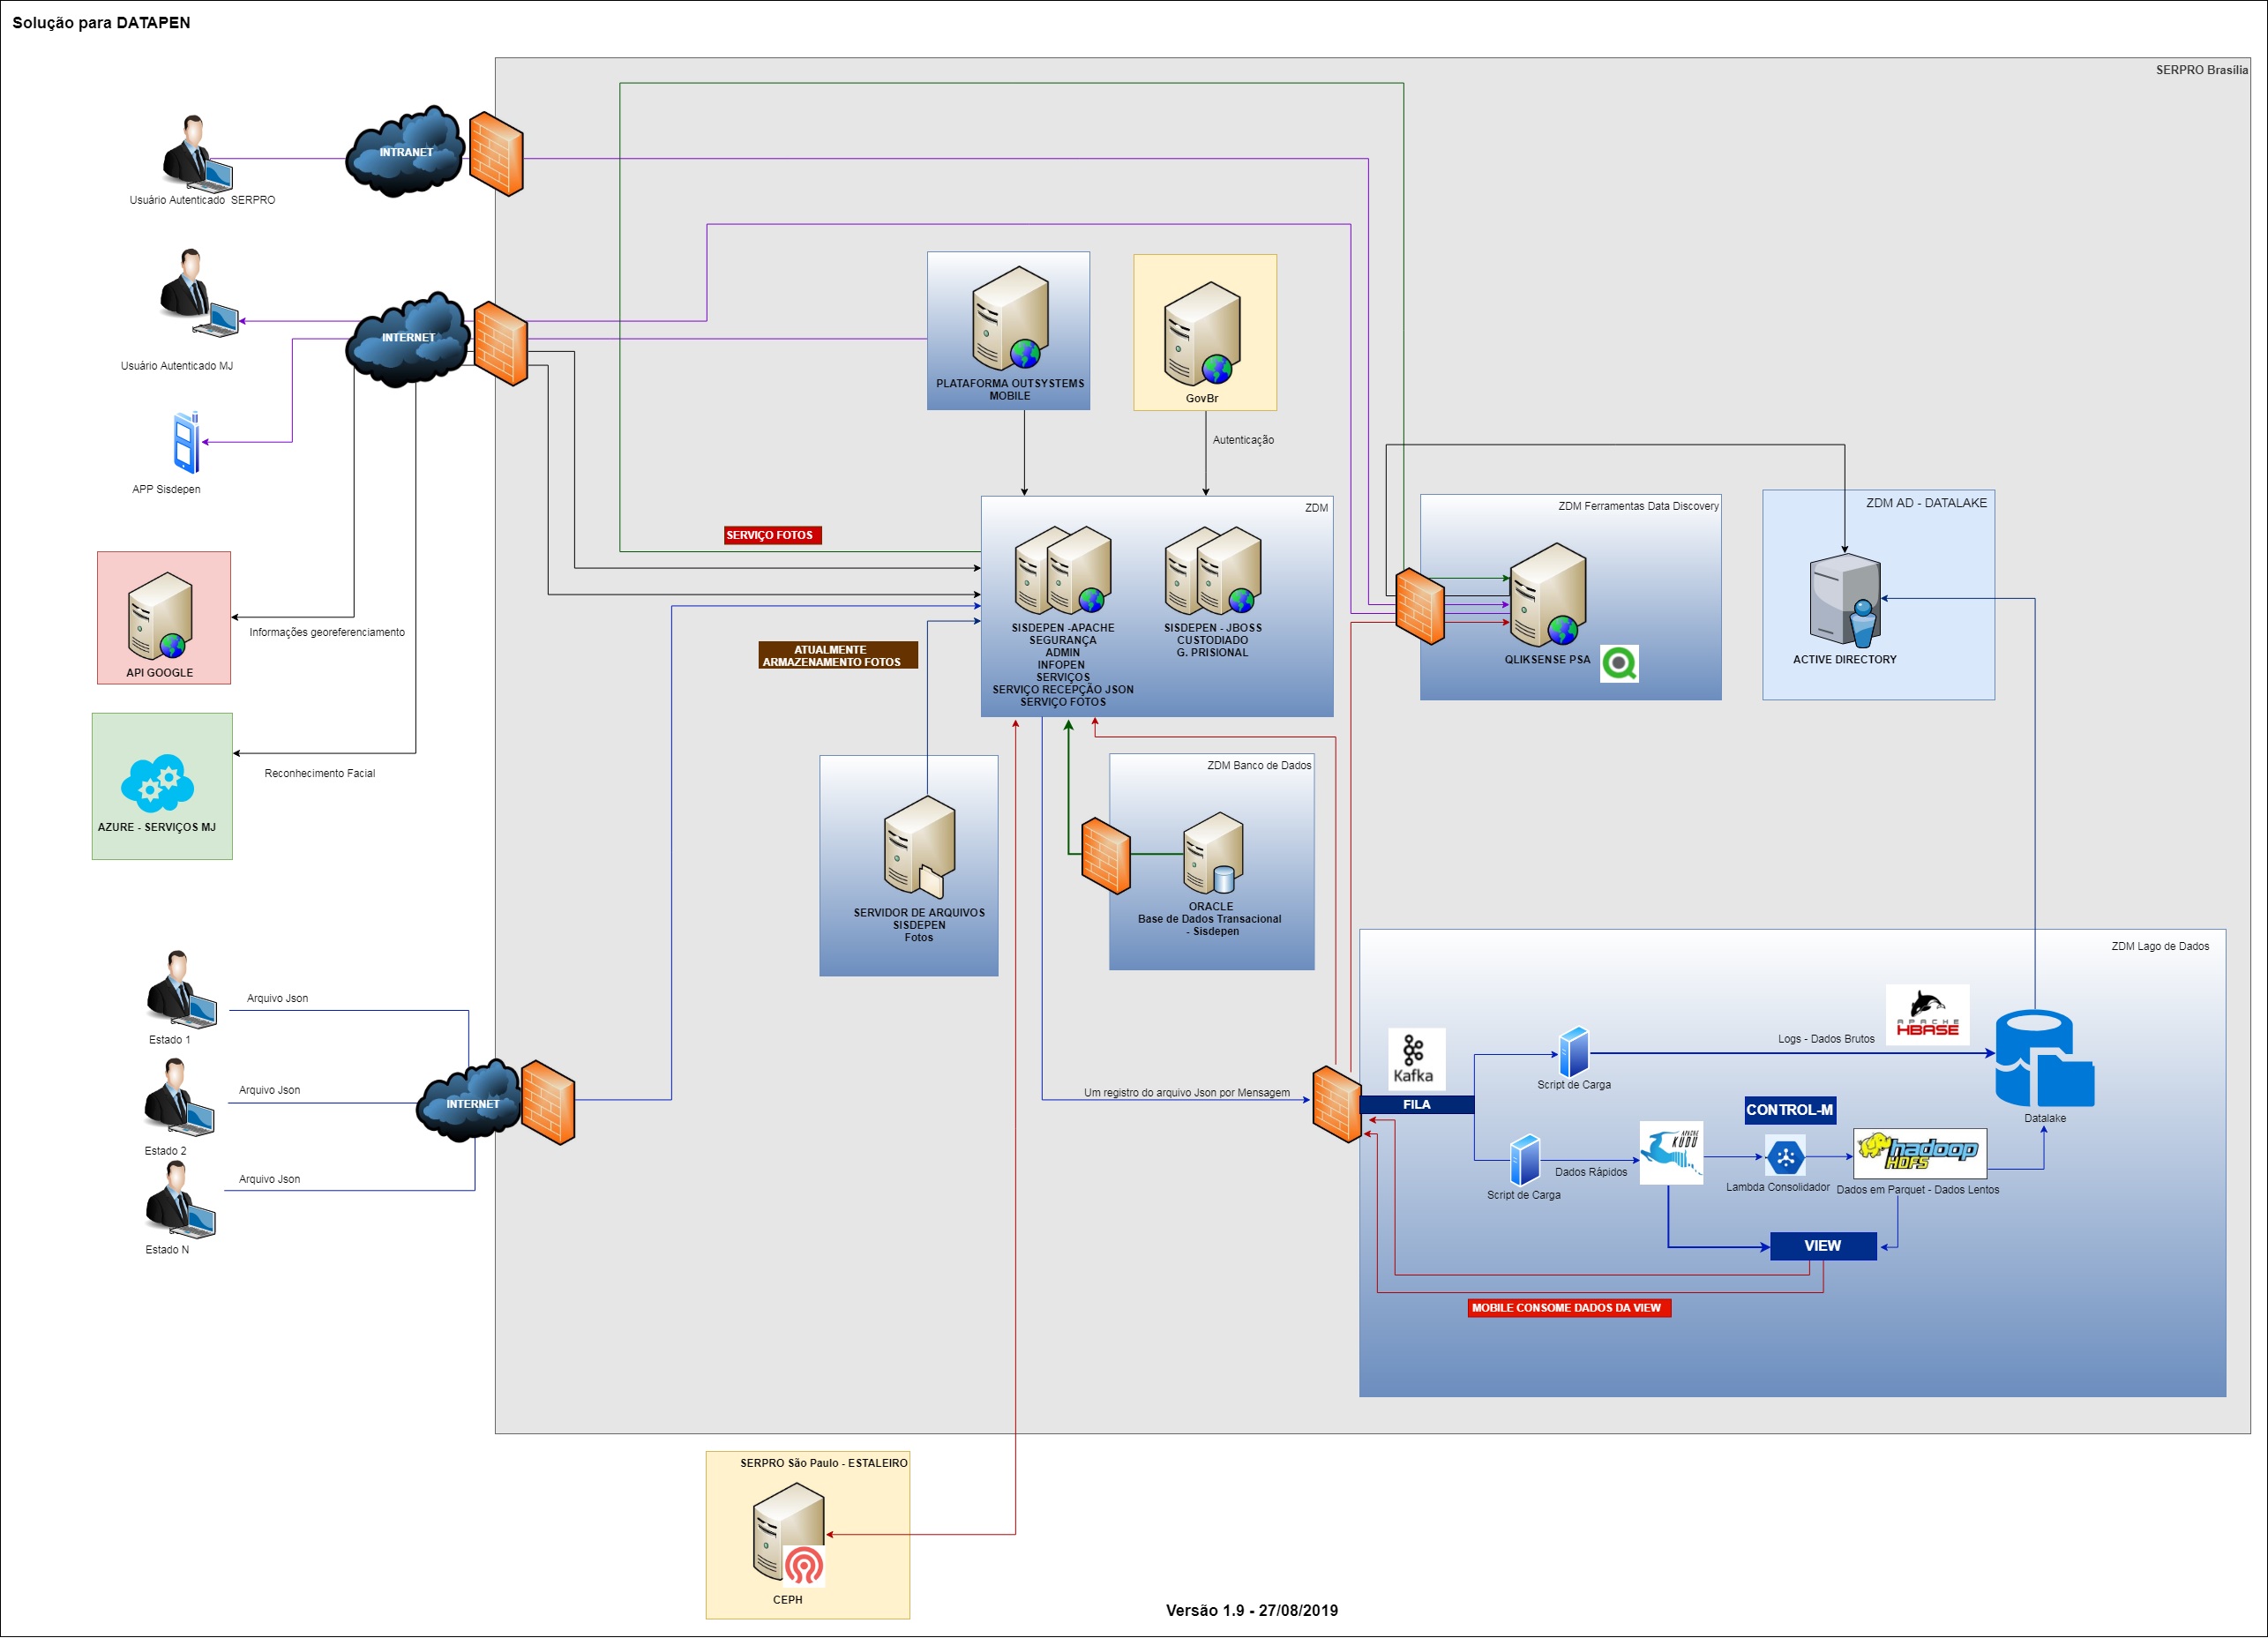 Solução para DATAPEN
SERPRO Brasília
INTRANET
Usuário Autenticado SERPRO
INTERNET
Usuário Autenticado MJ
PLATAFORMA OUTSYSTEMS
MOBILE
GovBr
Autenticação
APP Sisdepen
SERVIÇO FOTOS
ZDM
SISDEPEN -APACHE
SEGURANÇA
ADMIN
INFOPEN
SERVIÇOS
SERVIÇO RECEPÇÃO JSON
SERVIÇO FOTOS
SISDEPEN - JBOSS
CUSTODIADO
G. PRISIONAL
ZDM Ferramentas Data Discovery
QLIKSENSE PSA
ZDM AD - DATALAKE
ACTIVE DIRECTORY
Informações georeferenciamento
API GOOGLE
ATUALMENTE
ARMAZENAMENTO FOTOS
Reconhecimento Facial
AZURE - SERVIÇOS MJ
SERVIDOR DE ARQUIVOS
SISDEPEN
Fotos
ZDM Banco de Dados
ORACLE
Base de Dados Transacional
- Sisdepen
ZDM Lago de Dados
Arquivo Json
Estado 1
Arquivo Json
Estado 2
Arquivo Json
Estado N
INTERNET
Um registro do arquivo Json por Mensagem
Kafka
FILA
Script de Carga
Logs - Dados Brutos
APACHE
HBASE
Datalake
CONTROL-M
Script de Carga
Dados Rápidos
APACHE
KUDU
Lambda Consolidador
hadoop
HDFS
Dados em Parquet - Dados Lentos
VIEW
MOBILE CONSOME DADOS DA VIEW
SERPRO São Paulo - ESTALEIRO
CEPH
Versão 1.9 - 27/08/2019